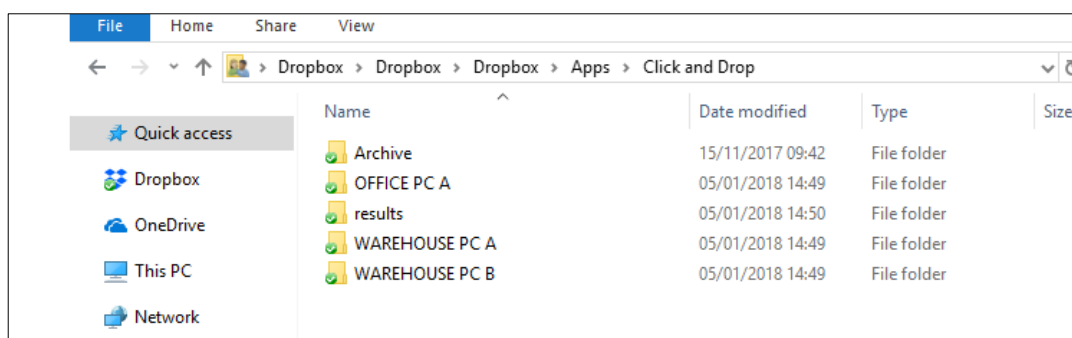 File Home Share View
Dropbox > Dropbox > Dropbox > Apps > Click and Drop
Name Date modified Type Size
Quick access
Archive 15/11/2017 09:42 File folder
Dropbox
OFFICE PC A 05/01/2018 14:49 File folder
results 05/01/2018 14:50 File folder
OneDrive
WAREHOUSE PC A 05/01/2018 14:49 File folder
This PC
WAREHOUSE PC B 05/01/2018 14:49 File folder
Network